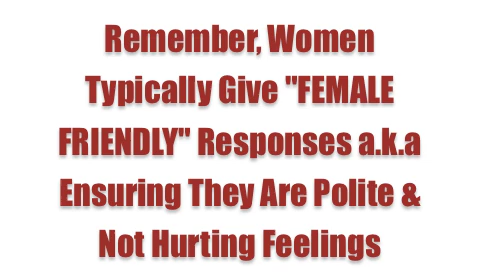 Remember, Women
Typically Give "FEMALE
FRIENDLY" Responses a.k.a
Ensuring They Are Polite &
Not Hurting Feelings